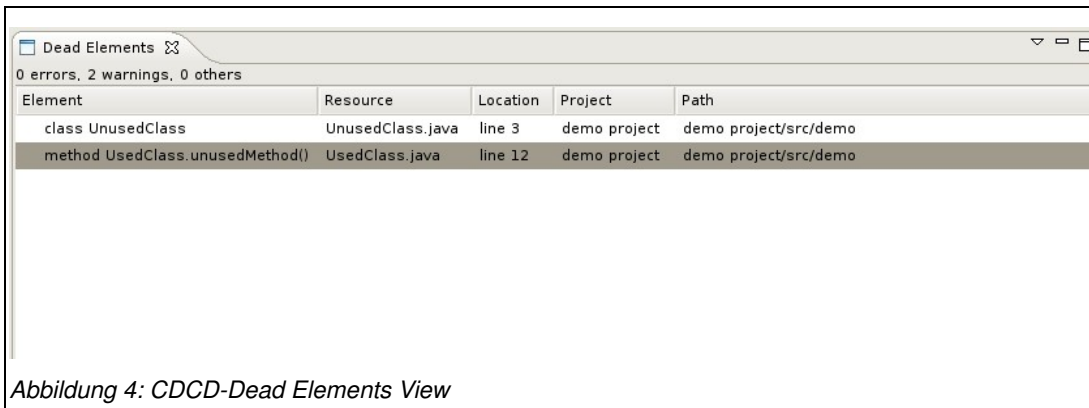 Dead Elements
0 errors, 2 warnings, 0 others
Element Resource Location Project Path
class UnusedClass UnusedClass.java line 3 demo project demo project/src/demo
method UsedClass.unusedMethod() UsedClass.java line 12 demo project demo project/src/demo
Abbildung 4: CDCD-Dead Elements View